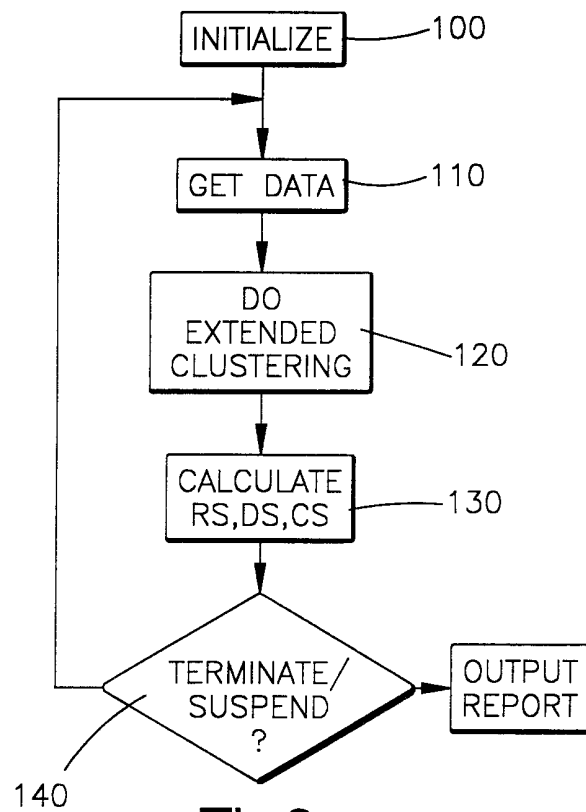 INITIALIZE
100
GET DATA
110
DO
EXTENDED
CLUSTERING
120
CALCULATE
RS,DS,CS
130
TERMINATE/
SUSPEND
?
OUTPUT
REPORT
140